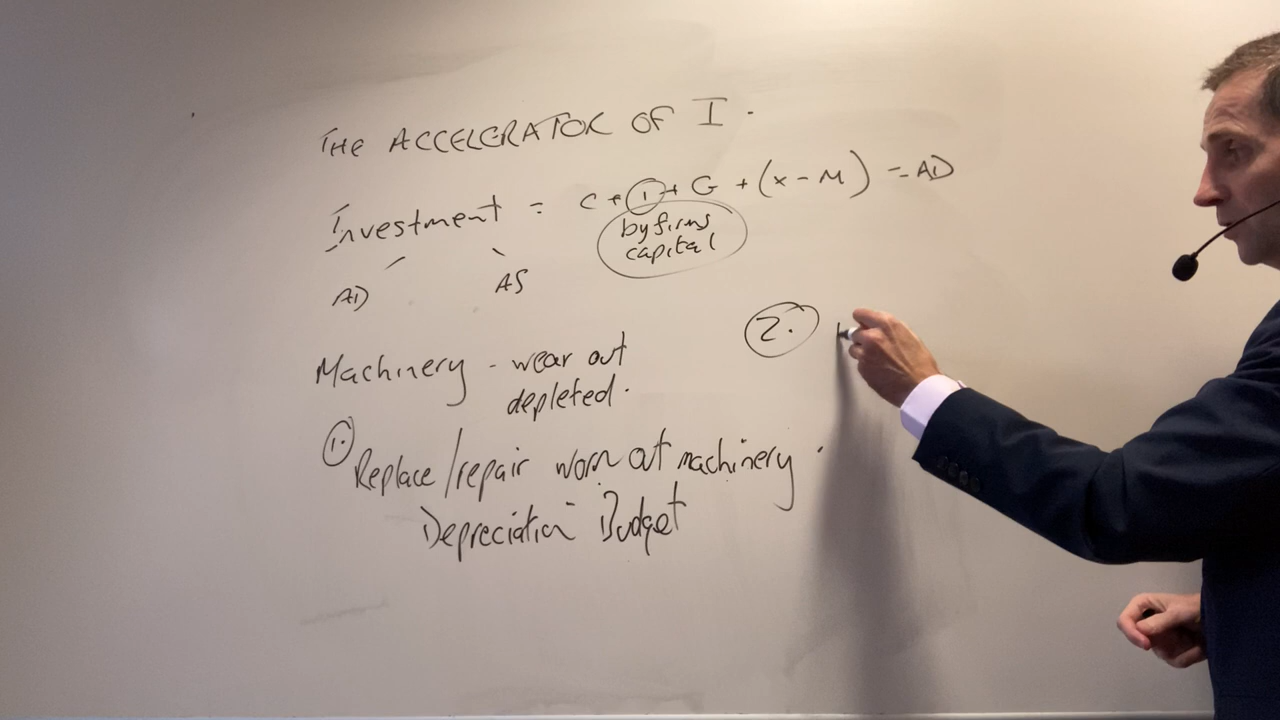 THE ACCELERATOR OF I.
Investment = C + I + G + (x - M) = AD
by firms
capital
AD AS
Machinery - wear out
depleted.
1. Replace/repair worn out machinery.
Depreciation Budget
2.